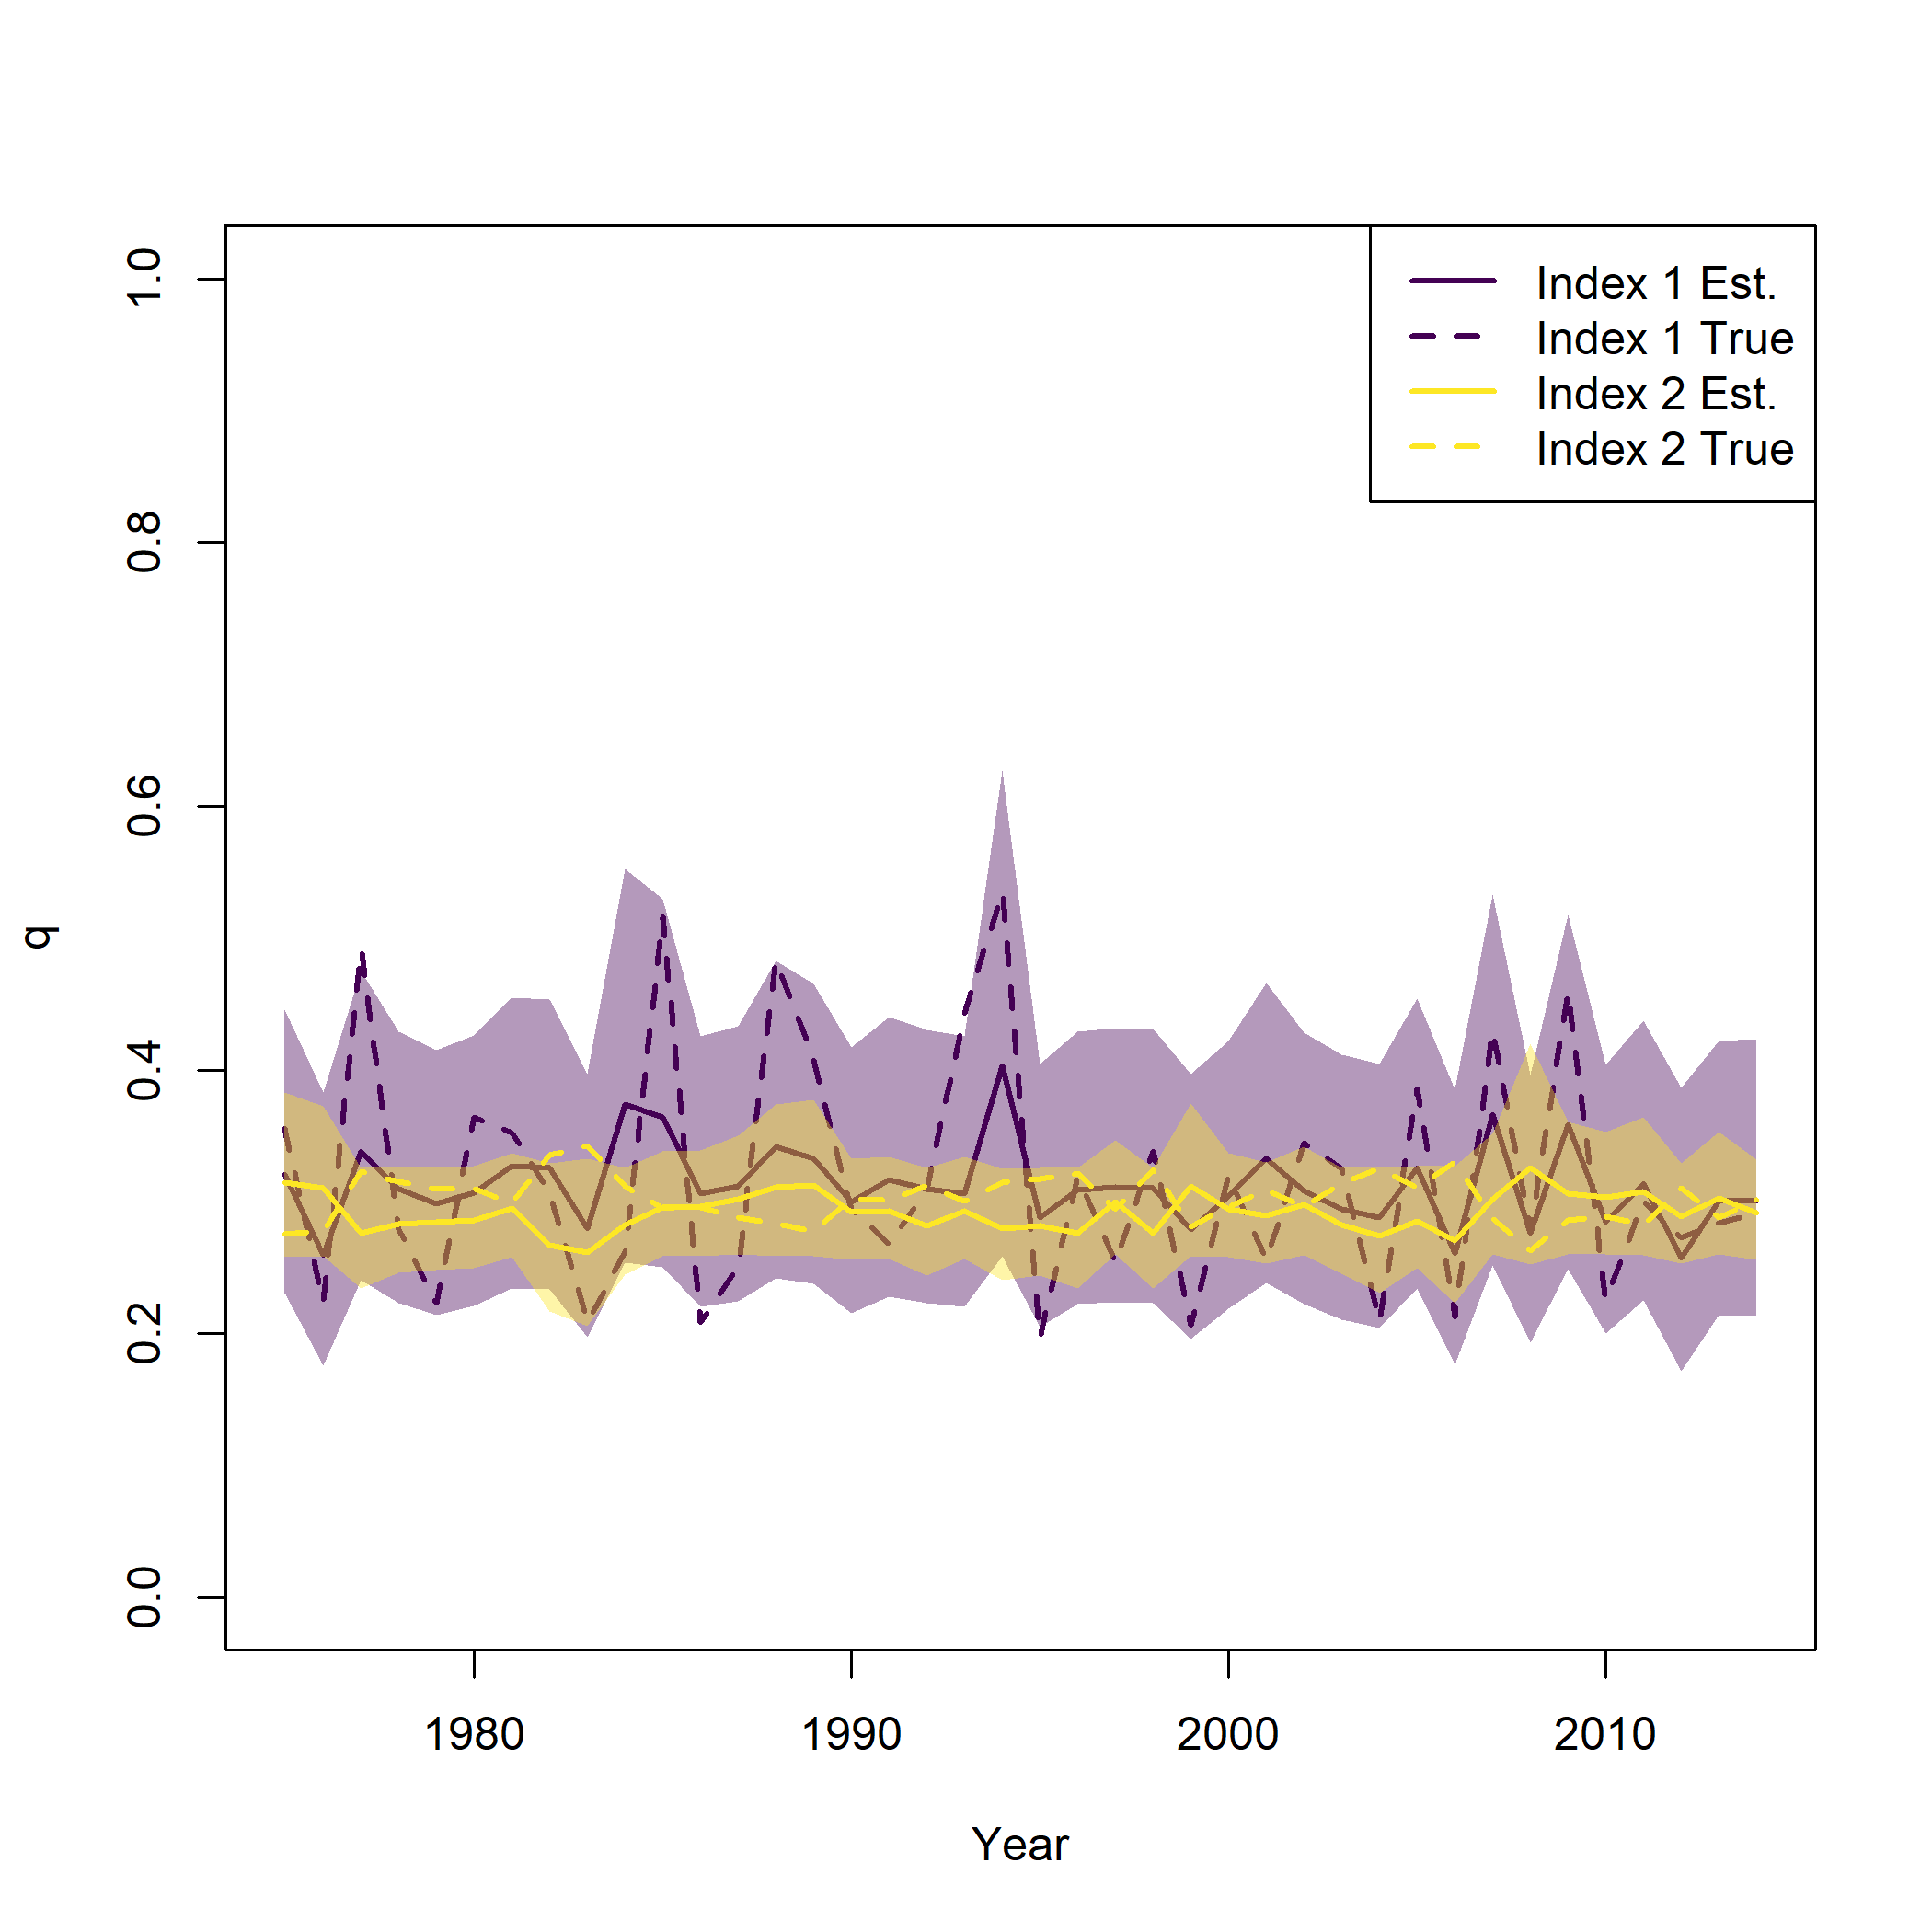 Index 1 Est.
Index 1 True
Index 2 Est.
Index 2 True
1.0
0.8
0.6
0.4
0.2
0.0
q
1980 1990 2000 2010
Year